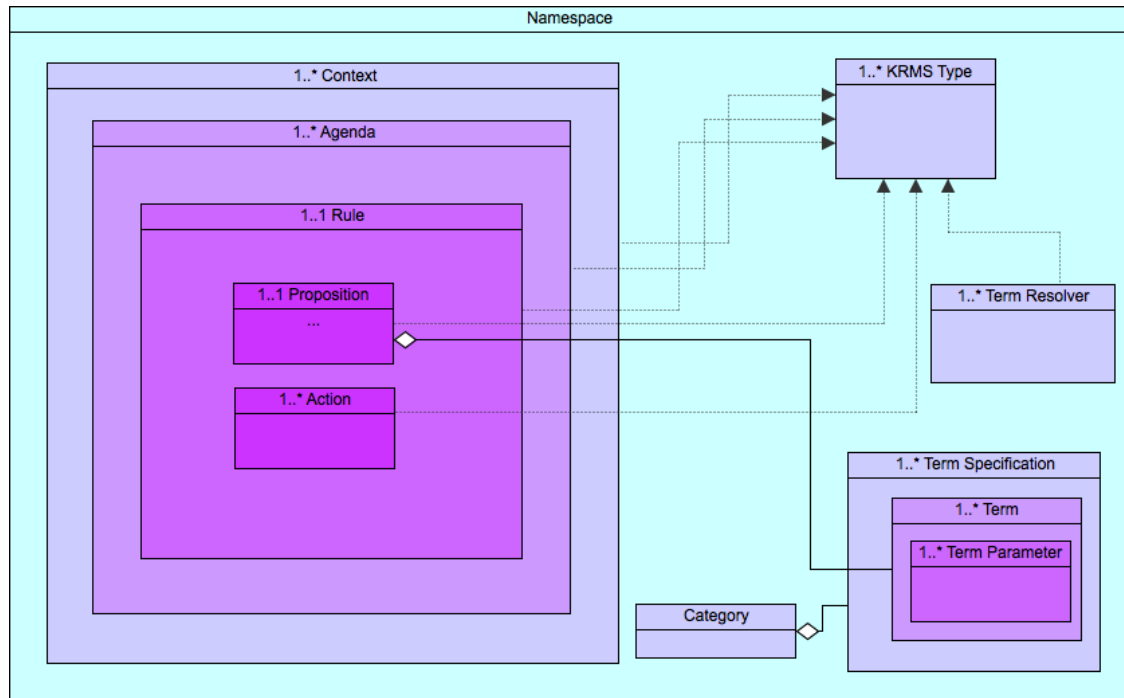 Namespace
1..* Context
1..* KRMS Type
1..* Agenda
1..1 Rule
1..1 Proposition
...
1..* Term Resolver
1..* Action
1..* Term Specification
1..* Term
1..* Term Parameter
Category